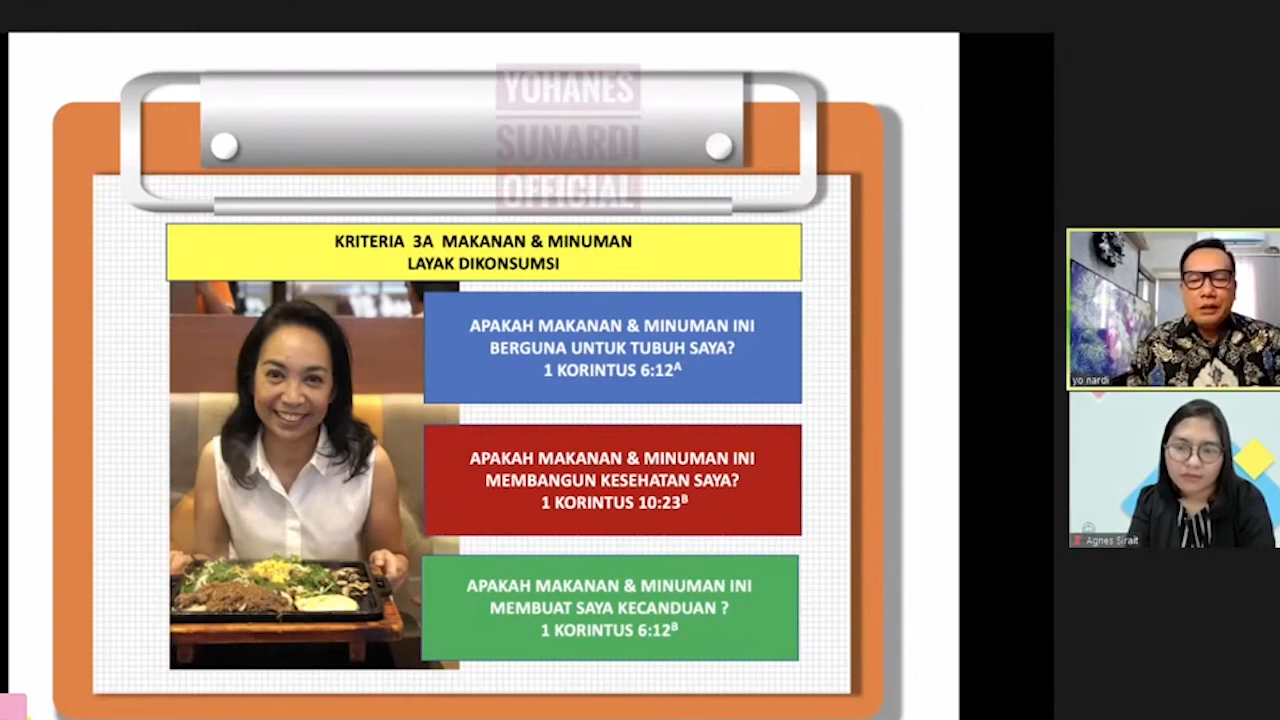 YOHANES
SUNARDI
OFFICIAL
KRITERIA 3A MAKANAN & MINUMAN
LAYAK DIKONSUMSI
APAKAH MAKANAN & MINUMAN INI
BERGUNA UNTUK TUBUH SAYA?
1 KORINTUS 6:12ᴬ
APAKAH MAKANAN & MINUMAN INI
MEMBANGUN KESEHATAN SAYA?
1 KORINTUS 10:23ᴮ
APAKAH MAKANAN & MINUMAN INI
MEMBUAT SAYA KECANDUAN ?
1 KORINTUS 6:12ᴮ
yo nardi
Agnes Sirait